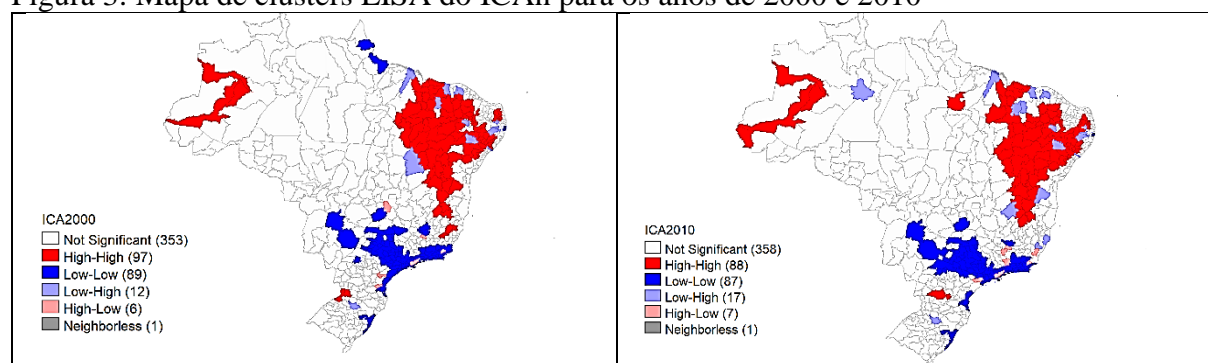 Figura 3: Mapa de clusters LISA do ICAn para os anos de 2000 e 2010
ICA2000
Not Significant (353)
High-High (97)
Low-Low (89)
Low-High (12)
High-Low (6)
Neighborless (1)
ICA2010
Not Significant (358)
High-High (88)
Low-Low (87)
Low-High (17)
High-Low (7)
Neighborless (1)